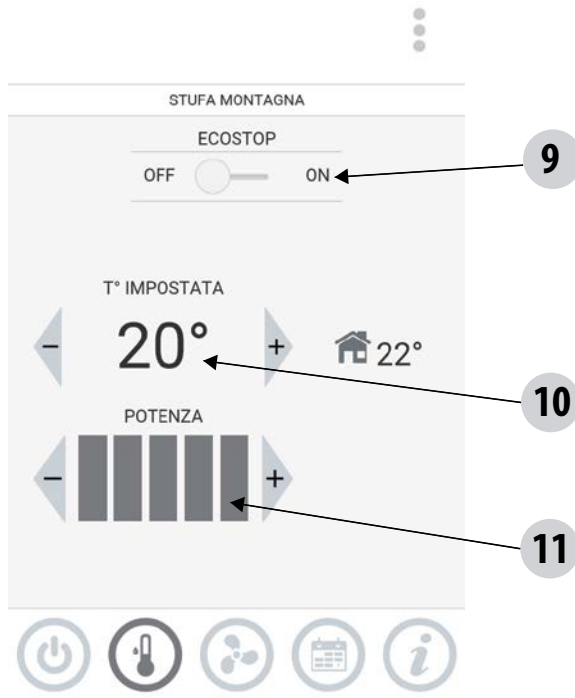 STUFA MONTAGNA
ECOSTOP
OFF ON
9
T° IMPOSTATA
- 20° + 22°
10
POTENZA
- +
11
i